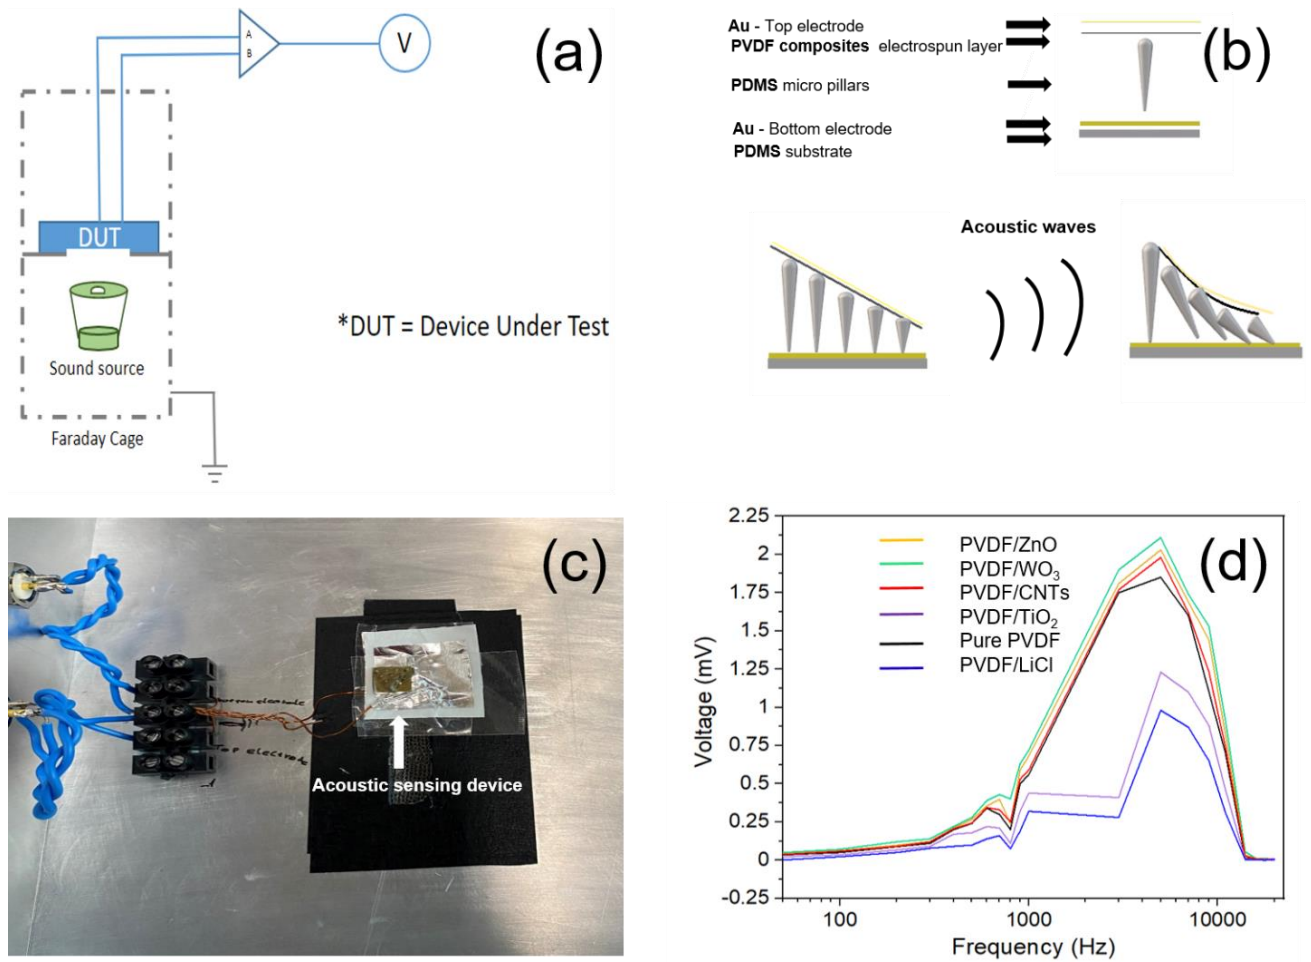 (a)
A
B
V
DUT
Sound source
*DUT = Device Under Test
Faraday Cage
(b)
Au - Top electrode
PVDF composites electrospun layer
PDMS micro pillars
Au - Bottom electrode
PDMS substrate
Acoustic waves
(c)
Top electrode
Acoustic sensing device
(d)
2.25
2
1.75
1.5
1.25
1
0.75
0.5
0.25
0
-0.25
Voltage (mV)
PVDF/ZnO
PVDF/WO₃
PVDF/CNTs
PVDF/TiO₂
Pure PVDF
PVDF/LiCl
100
1000
10000
Frequency (Hz)